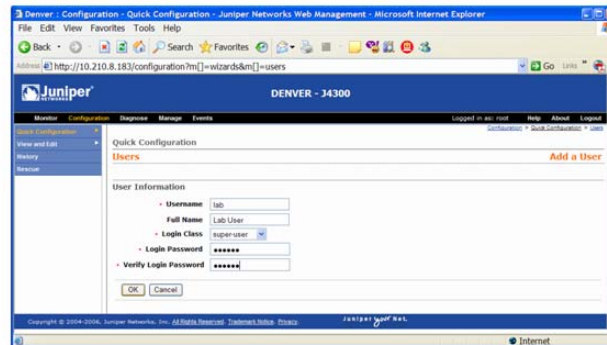 Denver : Configuration - Quick Configuration - Juniper Networks Web Management - Microsoft Internet Explorer
File Edit View Favorites Tools Help
Back Search Favorites
Address http://10.210.8.183/configuration?m[]=wizards&m[]=users Go Links »
Juniper NETWORKS
DENVER - J4300
Monitor Configuration Diagnose Manage Events Logged in as: root Help About Logout
Quick Configuration
View and Edit
History
Rescue
Configuration > Quick Configuration > Users
Quick Configuration
Users Add a User
User Information
Username lab
Full Name Lab User
Login Class super-user
Login Password ●●●●●●
Verify Login Password ●●●●●●
OK Cancel
Copyright © 2004-2006, Juniper Networks, Inc. All Rights Reserved. Trademark Notice. Privacy. Juniper your Net.
Internet